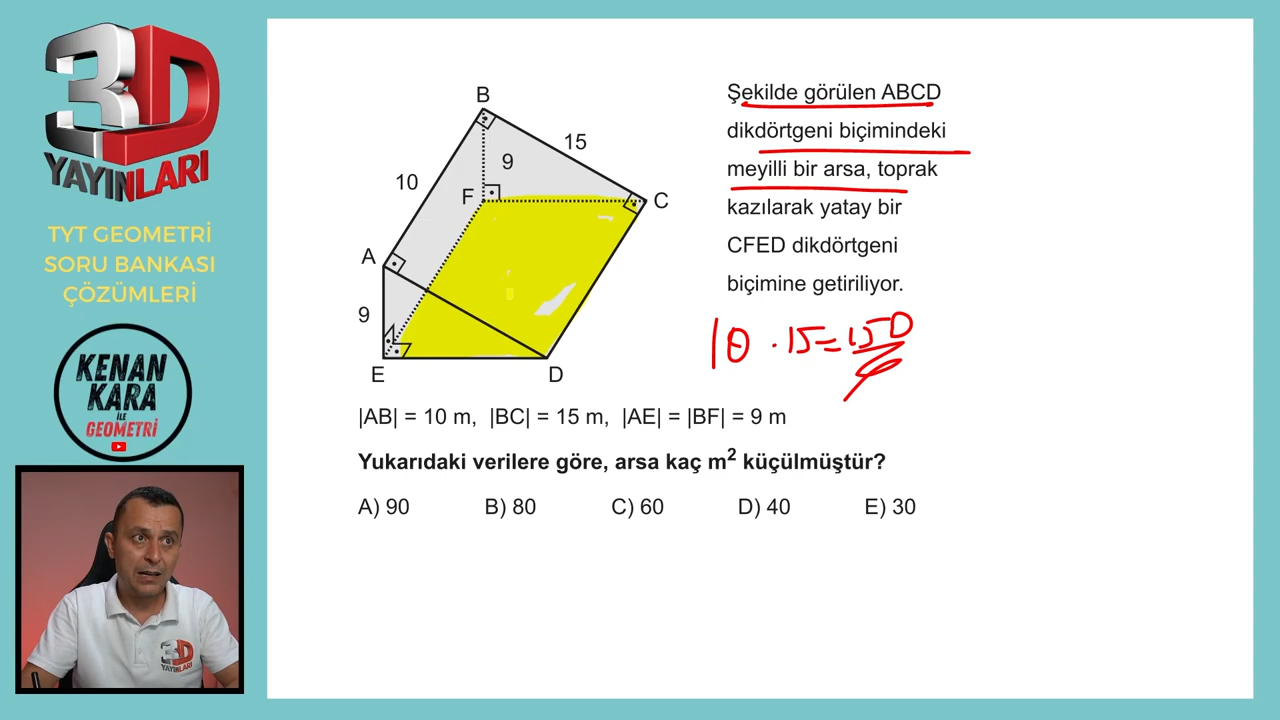 3D
YAYINLARI
TYT GEOMETRİ
SORU BANKASI
ÇÖZÜMLERİ
KENAN
KARA
İLE
GEOMETRİ
3D
YAYINLARI
B
15
9
10
F
C
A
9
E
D
Şekilde görülen ABCD
dikdörtgeni biçimindeki
meyilli bir arsa, toprak
kazılarak yatay bir
CFED dikdörtgeni
biçimine getiriliyor.
10 · 15 = 150
|AB| = 10 m, |BC| = 15 m, |AE| = |BF| = 9 m
Yukarıdaki verilere göre, arsa kaç m² küçülmüştür?
A) 90 B) 80 C) 60 D) 40 E) 30